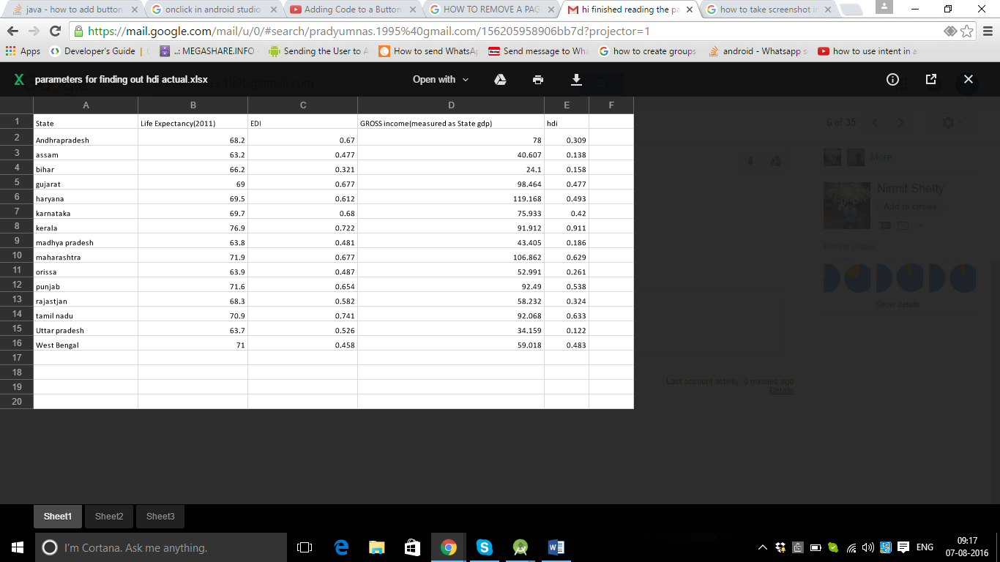 java - how to add button
onclick in android studio
Adding Code to a Button
HOW TO REMOVE A PAG
hi finished reading the pa
how to take screenshot i
https://mail.google.com/mail/u/0/#search/pradyumnas.1995%40gmail.com/156205958906bb7d?projector=1
Apps Developer's Guide | ..: MEGASHARE.INFO Sending the User to A How to send WhatsA Send message to Wha how to create groups android - Whatsapp s how to use intent in a
X parameters for finding out hdi actual.xlsx Open with
A B C D E F
1 State Life Expectancy(2011) EDI GROSS income(measured as State gdp) hdi
2 Andhrapradesh 68.2 0.67 78 0.309
3 assam 63.2 0.477 40.607 0.138
4 bihar 66.2 0.321 24.1 0.158
5 gujarat 69 0.677 98.464 0.477
6 haryana 69.5 0.612 119.168 0.493
7 karnataka 69.7 0.68 75.933 0.42
8 kerala 76.9 0.722 91.912 0.911
9 madhya pradesh 63.8 0.481 43.405 0.186
10 maharashtra 71.9 0.677 106.862 0.629
11 orissa 63.9 0.487 52.991 0.261
12 punjab 71.6 0.654 92.49 0.538
13 rajastjan 68.3 0.582 58.232 0.324
14 tamil nadu 70.9 0.741 92.068 0.633
15 Uttar pradesh 63.7 0.526 34.159 0.122
16 West Bengal 71 0.458 59.018 0.483
17
18
19
20
6 of 35
More
Nirmit Shetty
Add to circles
Recent photos
Show details
Last account activity: 0 minutes ago
Details
Sheet1 Sheet2 Sheet3
I'm Cortana. Ask me anything.
ENG
09:17
07-08-2016